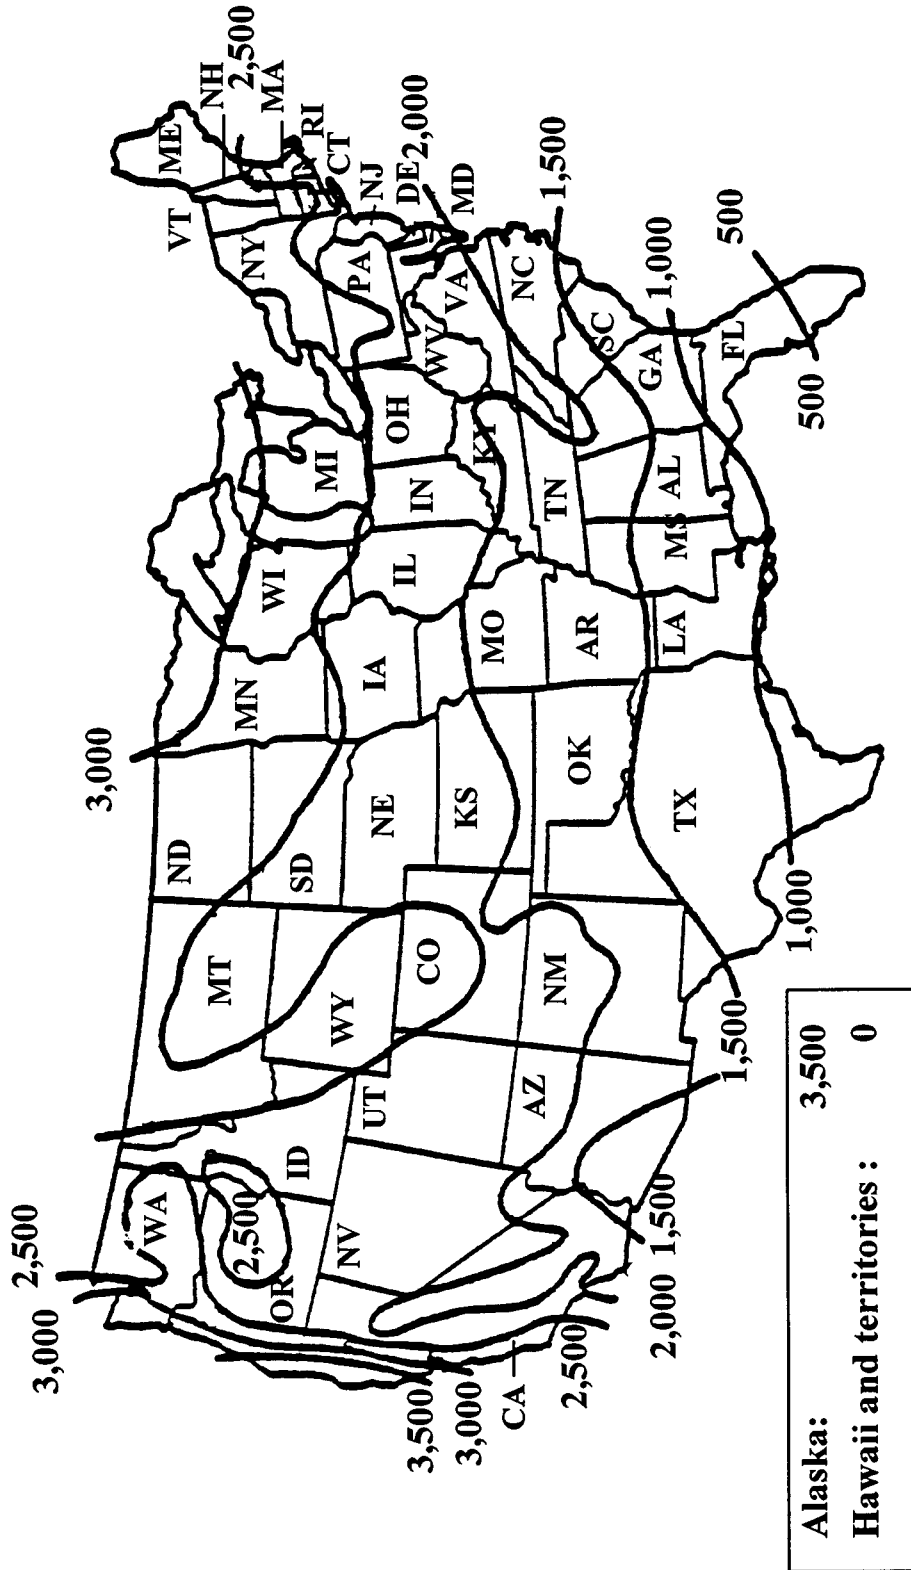 2,500
3,000
3,000
WA
ME
VT
ND
NH
MT
2,500
2,500
NY
MN
WI
MA
OR
ID
SD
RI
MI
CT
NV
WY
PA
UT
IA
NE
NJ
OH
IL
IN
DE
2,000
CO
3,500
WV
VA
MD
3,000
KS
KY
MO
CA
AZ
NM
TN
NC
1,500
2,500
OK
AR
SC
2,000
1,500
GA
1,000
LA
MS
AL
TX
1,500
FL
500
1,000
500
Alaska: 3,500
Hawaii and territories : 0